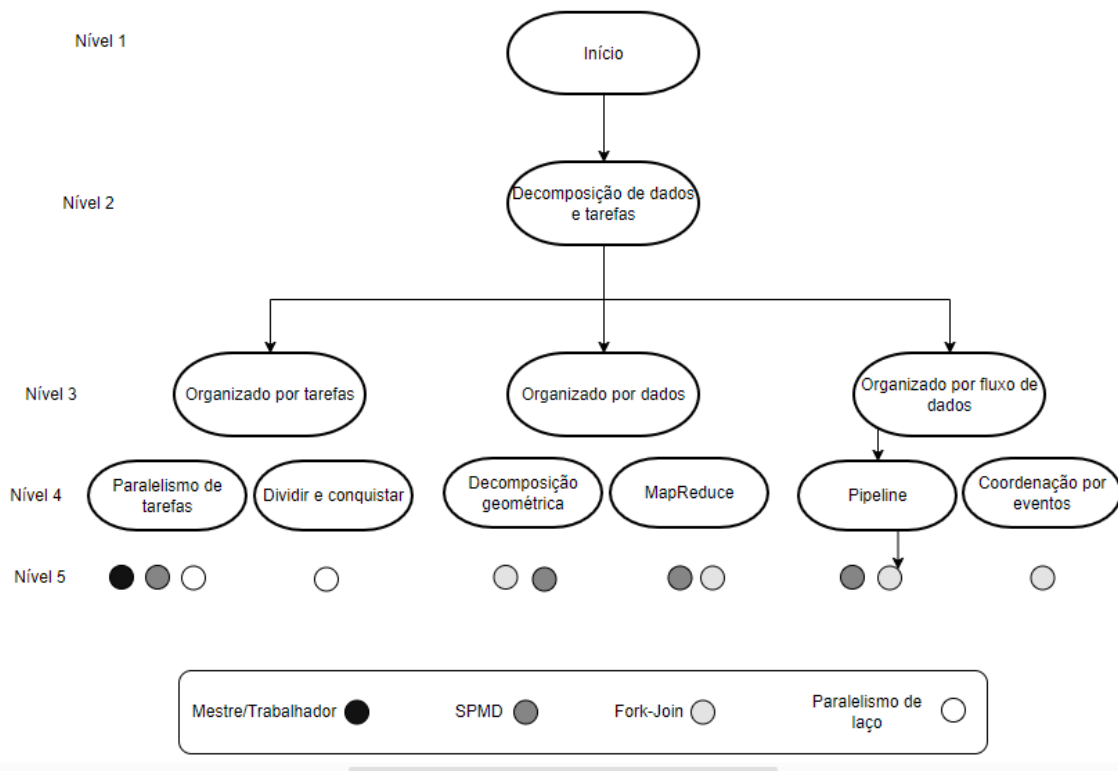 Nível 1
Início
Nível 2
Decomposição de dados
e tarefas
Nível 3
Organizado por tarefas
Organizado por dados
Organizado por fluxo de
dados
Nível 4
Paralelismo de
tarefas
Dividir e conquistar
Decomposição
geométrica
MapReduce
Pipeline
Coordenação por
eventos
Nível 5
Mestre/Trabalhador
SPMD
Fork-Join
Paralelismo de
laço